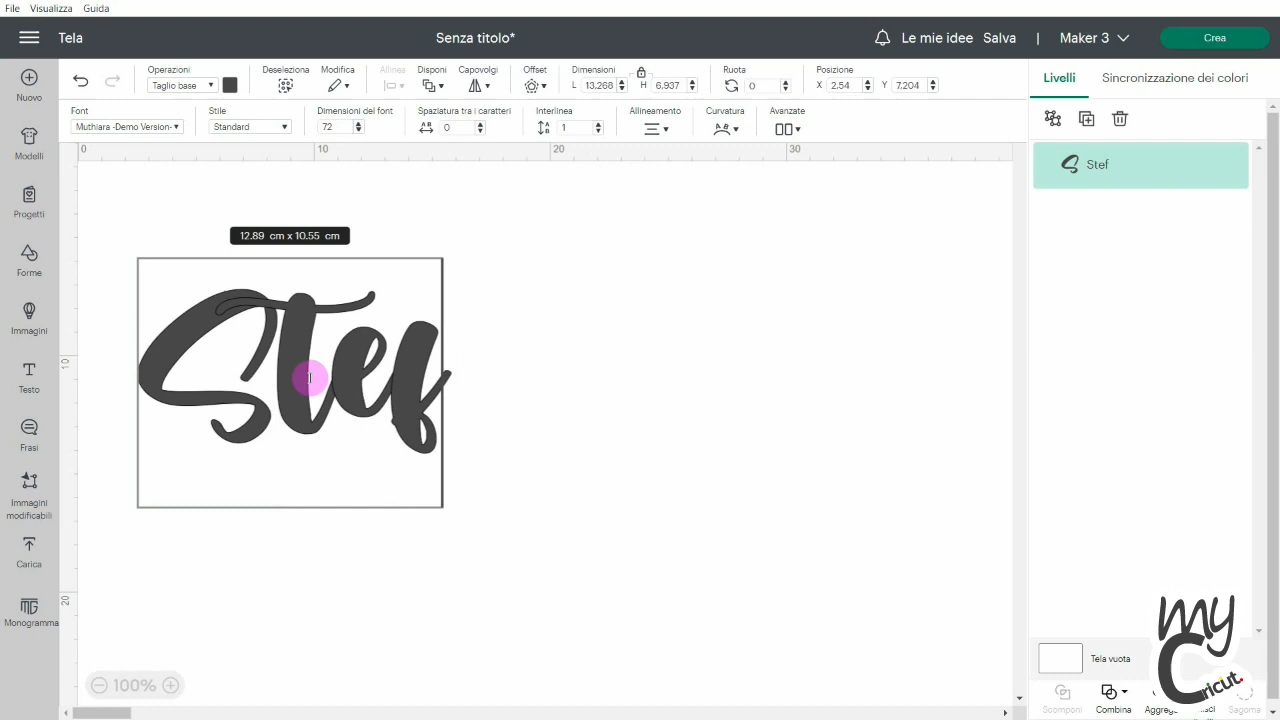 File Visualizza Guida
Tela Senza titolo* Le mie idee Salva | Maker 3 Crea
Operazioni Deseleziona Modifica Allinea Disponi Capovolgi Offset Dimensioni Ruota Posizione
Taglio base L 13.268 H 6.937 0 X 2.54 Y 7.204
Font Stile Dimensioni del font Spaziatura tra i caratteri Interlinea Allineamento Curvatura Avanzate
Muthiara -Demo Version- Standard 72 0 1
Livelli Sincronizzazione dei colori
Stef
Nuovo
Modelli
Progetti
Forme
Immagini
Testo
Frasi
Immagini
modificabili
Carica
Monogramma
0 10 20 30
10
20
12.89 cm x 10.55 cm
Stef
100%
Tela vuota
Scomponi Combina
my
Cricut.